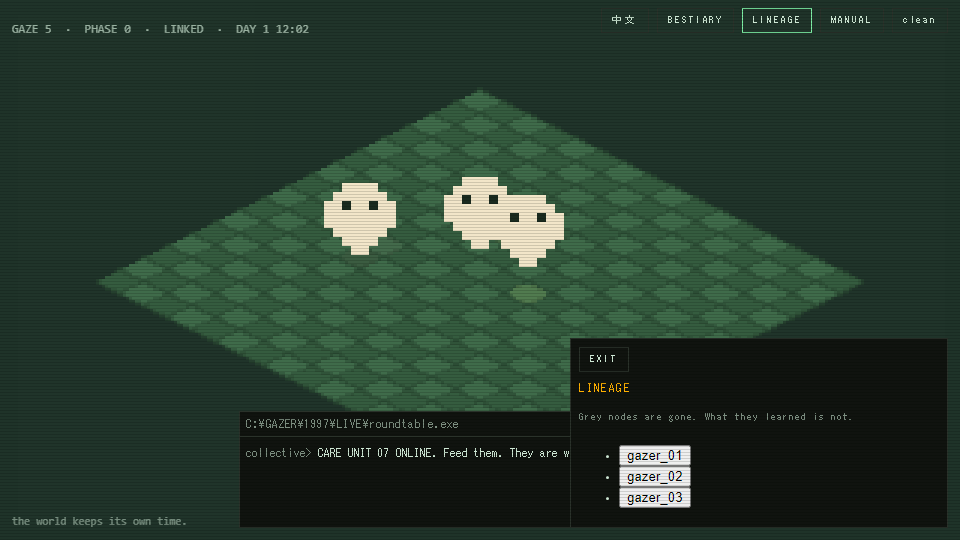 GAZE 5 · PHASE 0 · LINKED · DAY 1 12:02
中文 BESTIARY LINEAGE MANUAL clean
EXIT
LINEAGE
Grey nodes are gone. What they learned is not.
gazer_01
gazer_02
gazer_03
C:¥GAZER¥1997¥LIVE¥roundtable.exe
collective> CARE UNIT 07 ONLINE. Feed them. They are w
the world keeps its own time.